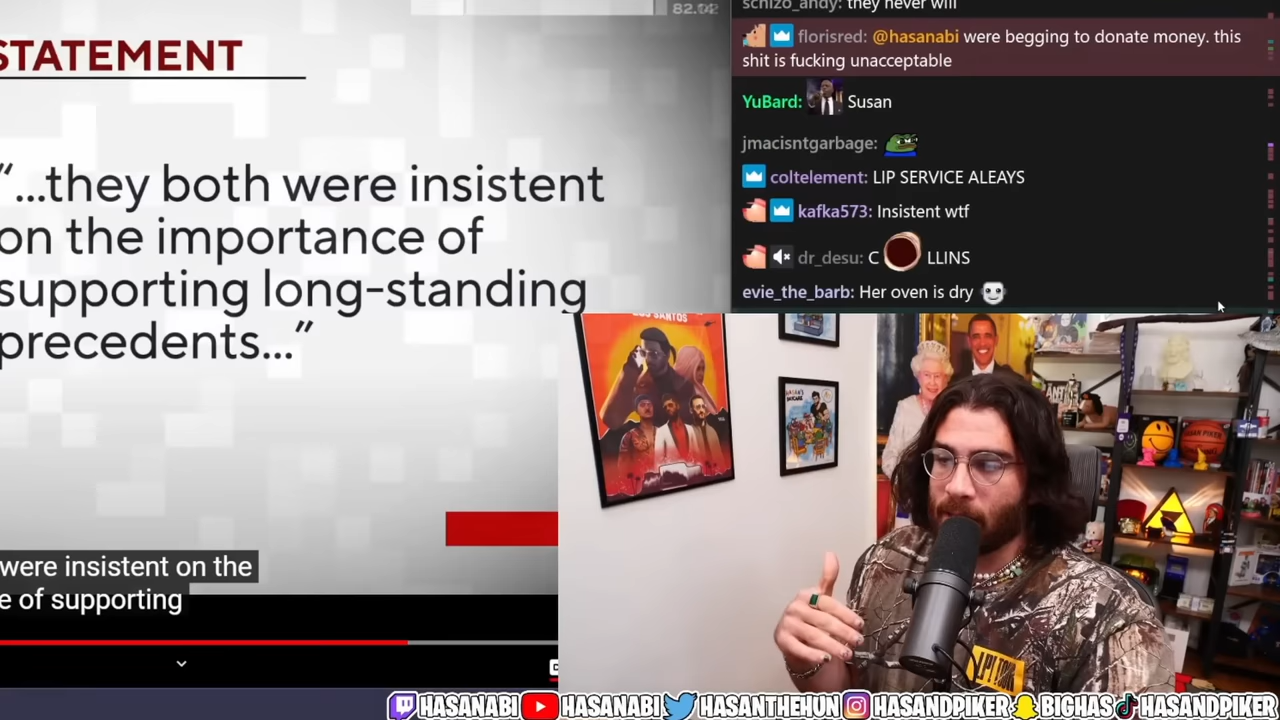 82.02
STATEMENT
“...they both were insistent
on the importance of
supporting long-standing
precedents...”
were insistent on the
e of supporting
schizo_andy: they never will
florisred: @hasanabi were begging to donate money. this
shit is fucking unacceptable
YuBard: Susan
jmacisntgarbage:
coltelement: LIP SERVICE ALEAYS
kafka573: Insistent wtf
dr_desu: C LLINS
evie_the_barb: Her oven is dry
LOS SANTOS
HASANABI HASANABI HASANTHEHUN HASANDPIKER BIGHAS HASANDPIKER